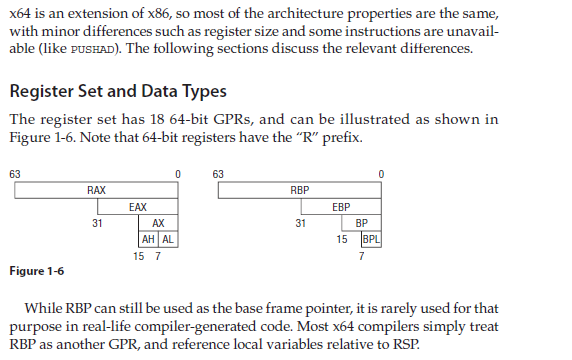 x64 is an extension of x86, so most of the architecture properties are the same,
with minor differences such as register size and some instructions are unavail-
able (like PUSHAD). The following sections discuss the relevant differences.
Register Set and Data Types
The register set has 18 64-bit GPRs, and can be illustrated as shown in
Figure 1-6. Note that 64-bit registers have the “R” prefix.
63 0 63 0
RAX RBP
EAX EBP
31 AX 31 BP
AH AL 15 BPL
15 7 7
Figure 1-6
While RBP can still be used as the base frame pointer, it is rarely used for that
purpose in real-life compiler-generated code. Most x64 compilers simply treat
RBP as another GPR, and reference local variables relative to RSP.